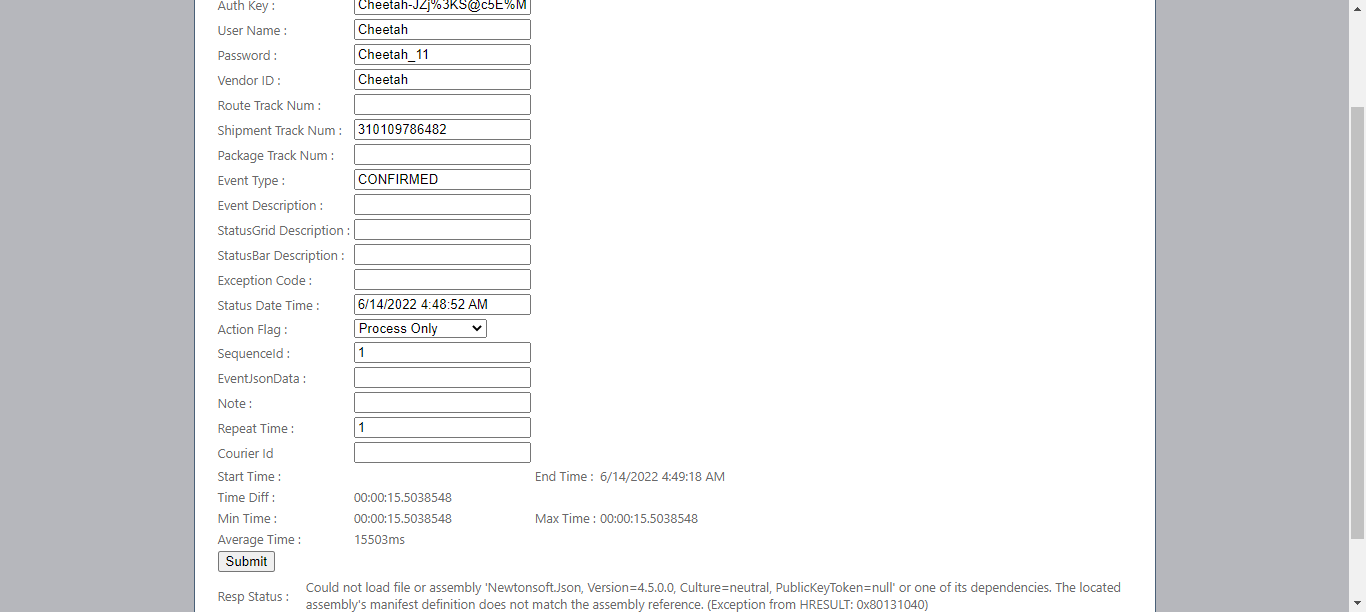 Auth Key : Cheetah-JZj%3KS@c5E%M
User Name : Cheetah
Password : Cheetah_11
Vendor ID : Cheetah
Route Track Num :
Shipment Track Num : 310109786482
Package Track Num :
Event Type : CONFIRMED
Event Description :
StatusGrid Description :
StatusBar Description :
Exception Code :
Status Date Time : 6/14/2022 4:48:52 AM
Action Flag : Process Only
SequenceId : 1
EventJsonData :
Note :
Repeat Time : 1
Courier Id
Start Time : End Time : 6/14/2022 4:49:18 AM
Time Diff : 00:00:15.5038548
Min Time : 00:00:15.5038548 Max Time : 00:00:15.5038548
Average Time : 15503ms
Submit
Resp Status : Could not load file or assembly 'Newtonsoft.Json, Version=4.5.0.0, Culture=neutral, PublicKeyToken=null' or one of its dependencies. The located
assembly's manifest definition does not match the assembly reference. (Exception from HRESULT: 0x80131040)